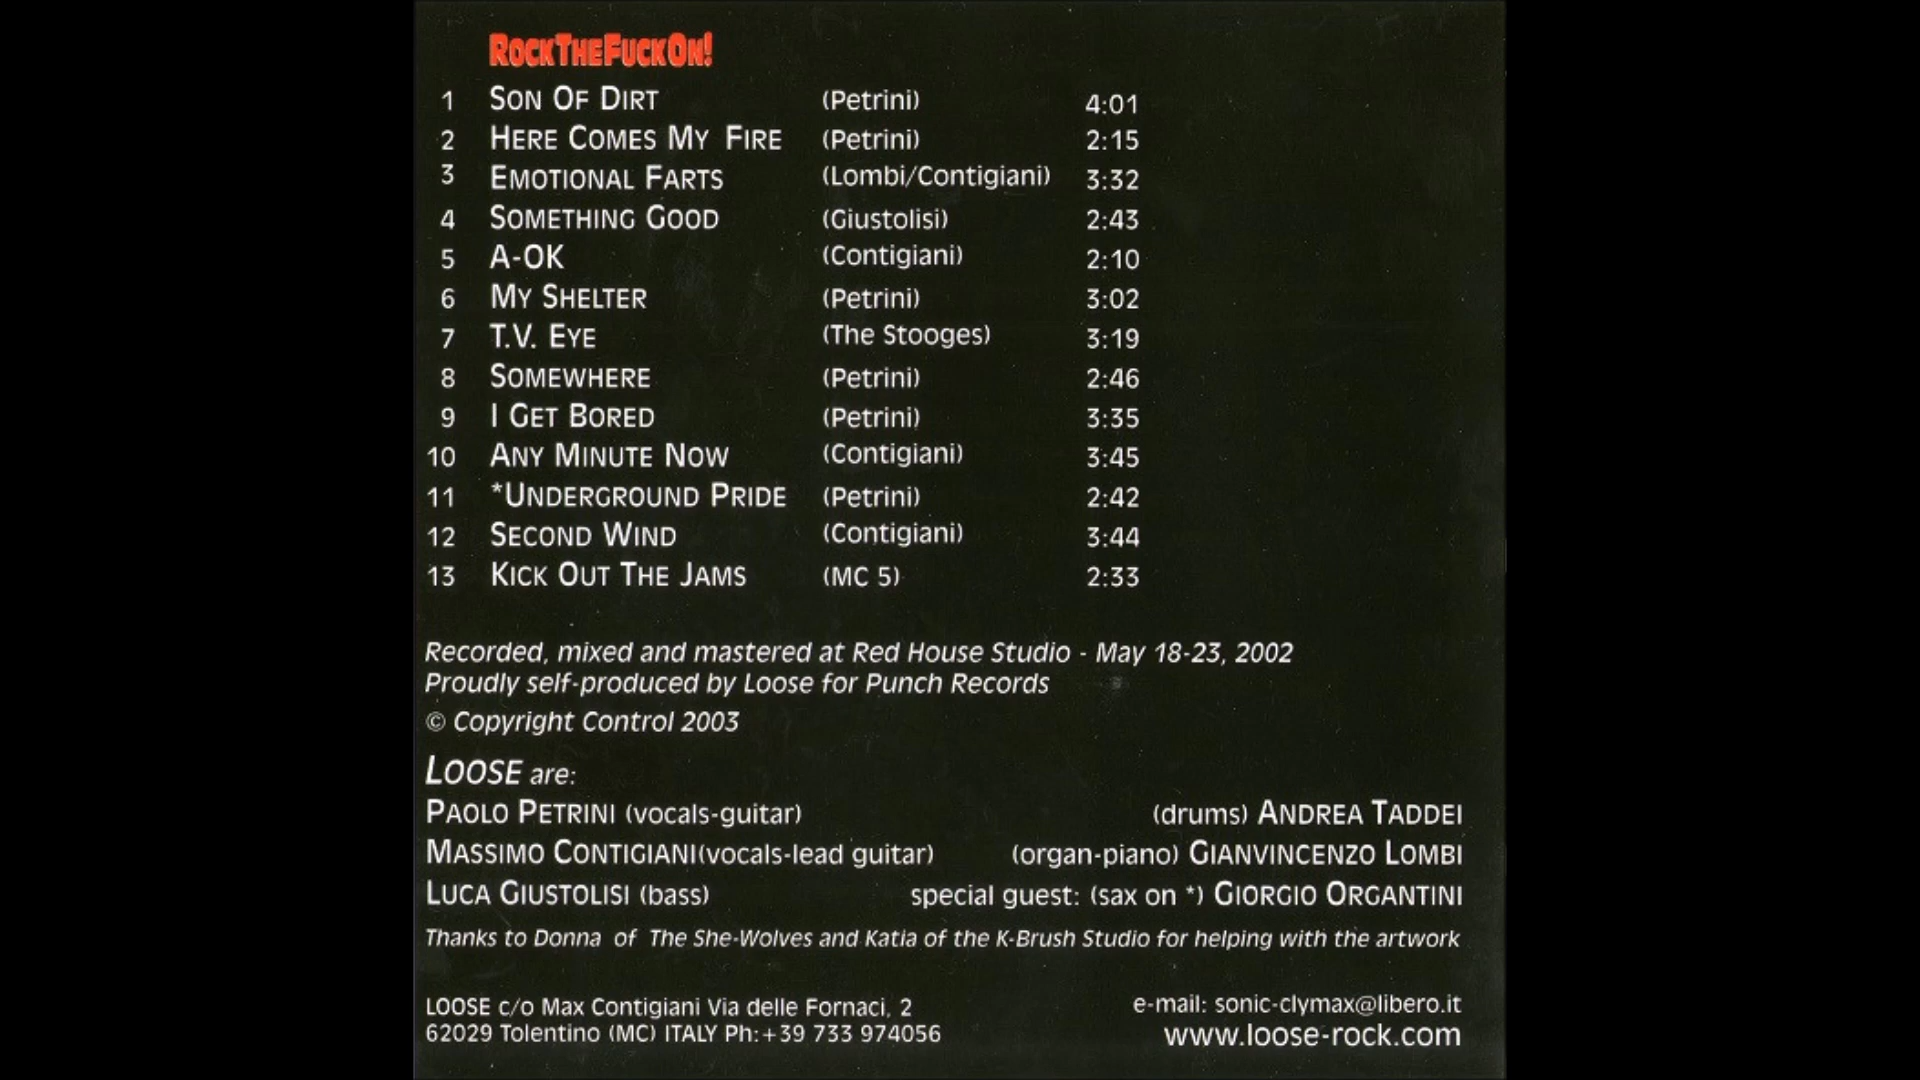 RockTheFuckOn!
1 Son Of Dirt (Petrini) 4:01
2 Here Comes My Fire (Petrini) 2:15
3 Emotional Farts (Lombi/Contigiani) 3:32
4 Something Good (Giustolisi) 2:43
5 A-OK (Contigiani) 2:10
6 My Shelter (Petrini) 3:02
7 T.V. Eye (The Stooges) 3:19
8 Somewhere (Petrini) 2:46
9 I Get Bored (Petrini) 3:35
10 Any Minute Now (Contigiani) 3:45
11 *Underground Pride (Petrini) 2:42
12 Second Wind (Contigiani) 3:44
13 Kick Out The Jams (MC 5) 2:33
Recorded, mixed and mastered at Red House Studio - May 18-23, 2002
Proudly self-produced by Loose for Punch Records
© Copyright Control 2003
Loose are:
Paolo Petrini (vocals-guitar) (drums) Andrea Taddei
Massimo Contigiani(vocals-lead guitar) (organ-piano) Gianvincenzo Lombi
Luca Giustolisi (bass) special guest: (sax on *) Giorgio Organtini
Thanks to Donna of The She-Wolves and Katia of the K-Brush Studio for helping with the artwork
LOOSE c/o Max Contigiani Via delle Fornaci, 2 e-mail: sonic-clymax@libero.it
62029 Tolentino (MC) ITALY Ph:+39 733 974056 www.loose-rock.com